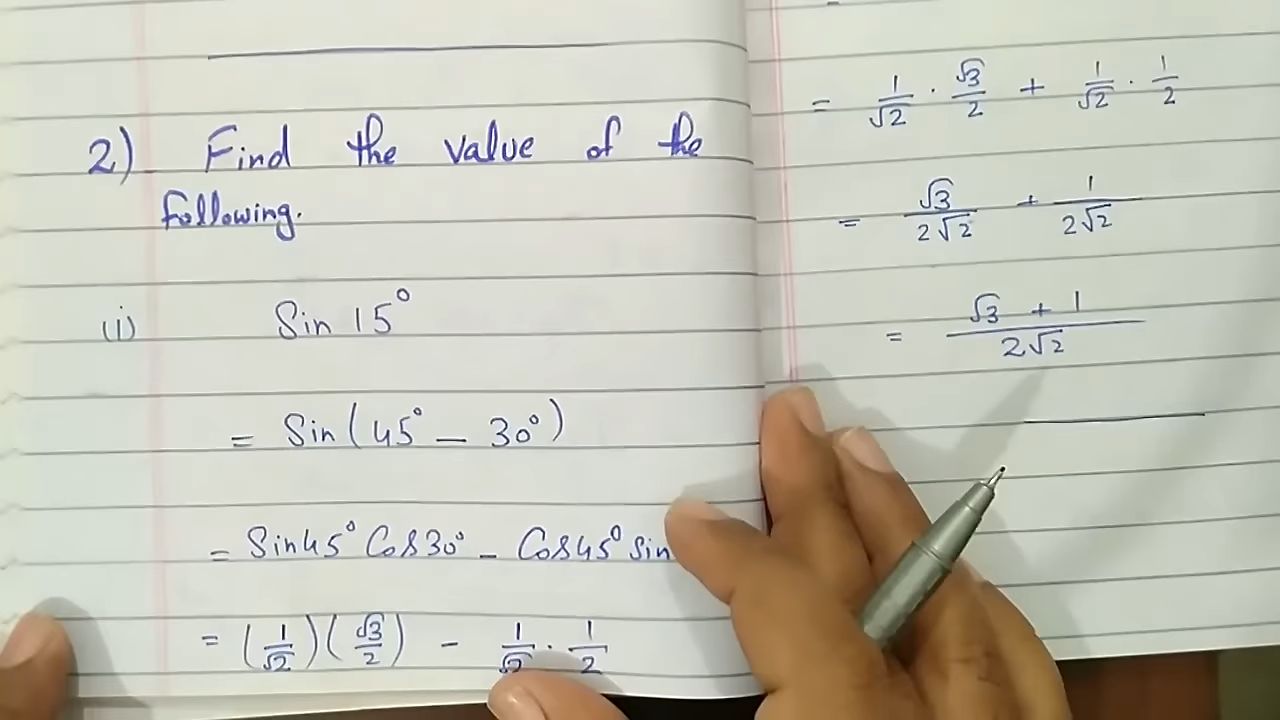 2) Find the value of the
following.
(i) Sin 15°
= Sin(45° – 30°)
= Sin45° Cos30° – Cos45° Sin
= (1/√2)(√3/2) – 1/√2 · 1/2
= 1/√2 · √3/2 + 1/√2 · 1/2
= √3/2√2 + 1/2√2
= √3 + 1/2√2